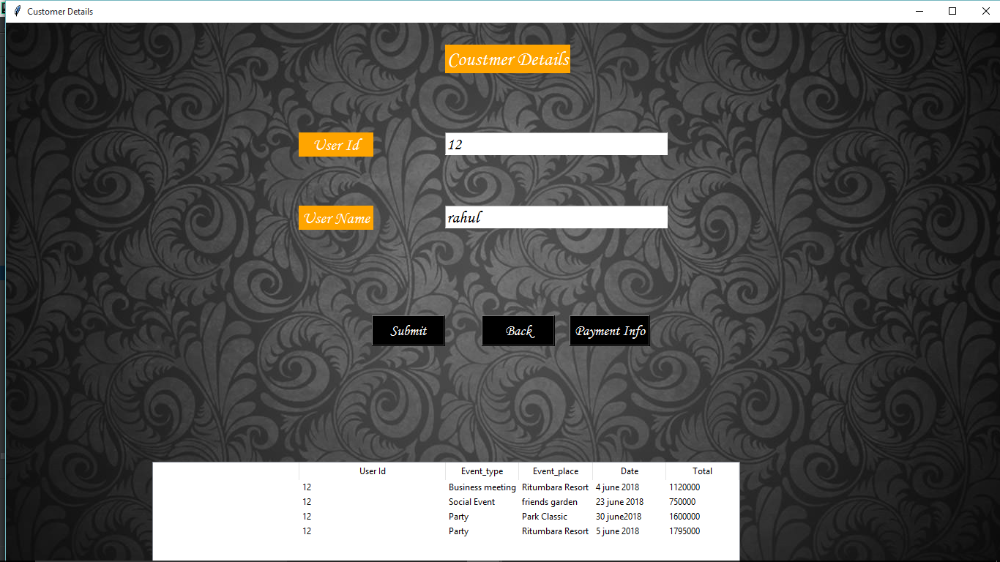 Customer Details
Coustmer Details
User Id 12
User Name rahul
Submit Back Payment Info
User Id Event_type Event_place Date Total
12 Business meeting Ritumbara Resort 4 june 2018 1120000
12 Social Event friends garden 23 june 2018 750000
12 Party Park Classic 30 june2018 1600000
12 Party Ritumbara Resort 5 june 2018 1795000